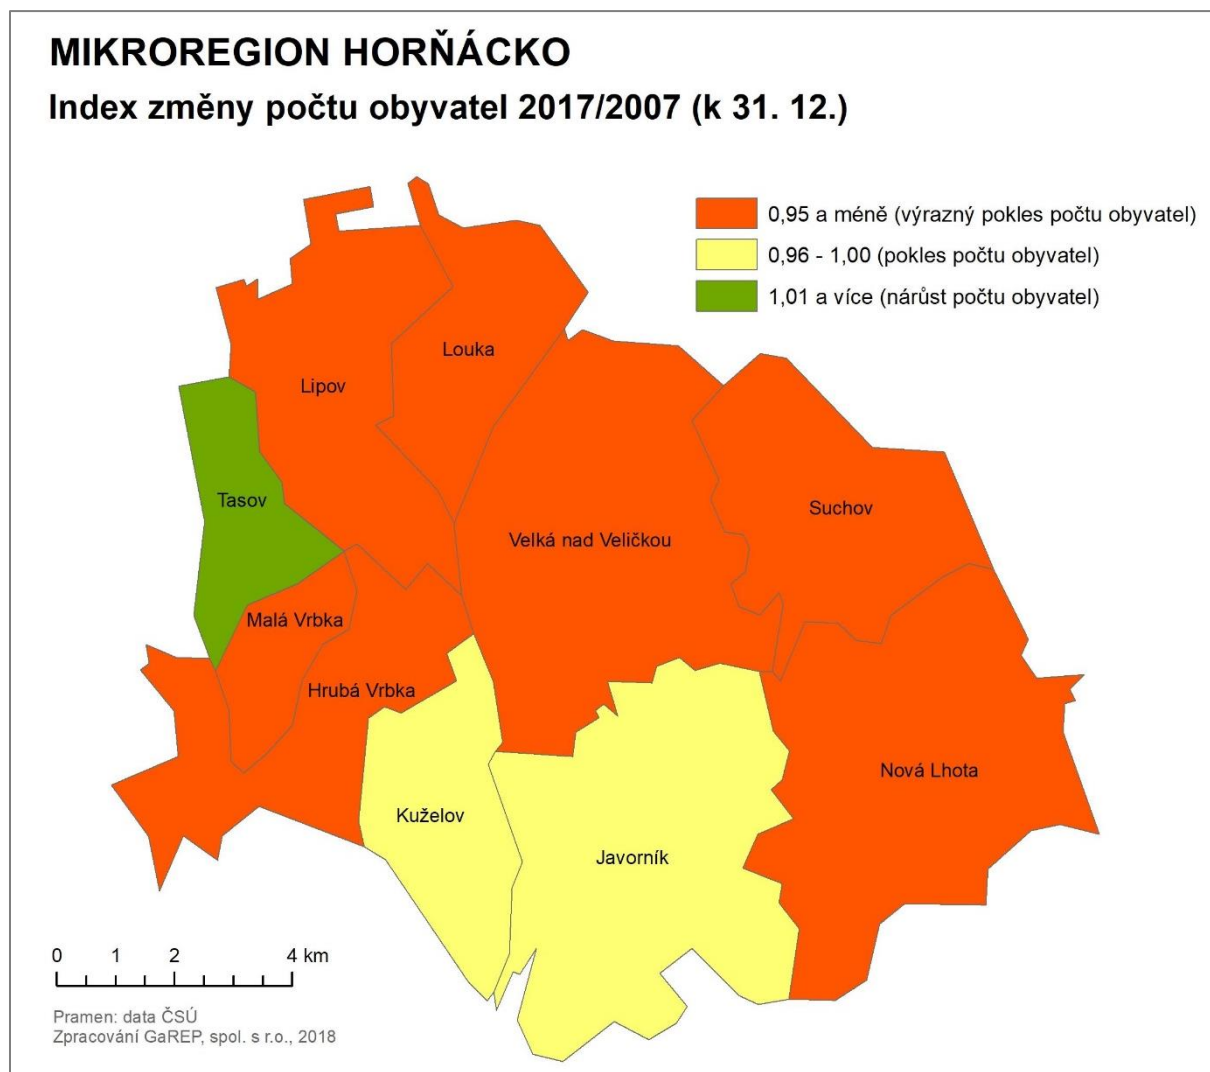 MIKROREGION HORŇÁCKO
Index změny počtu obyvatel 2017/2007 (k 31. 12.)
0,95 a méně (výrazný pokles počtu obyvatel)
0,96 - 1,00 (pokles počtu obyvatel)
1,01 a více (nárůst počtu obyvatel)
Louka
Lipov
Tasov
Suchov
Velká nad Veličkou
Malá Vrbka
Hrubá Vrbka
Nová Lhota
Kuželov
Javorník
0 1 2 4 km
Pramen: data ČSÚ
Zpracování GaREP, spol. s r.o., 2018